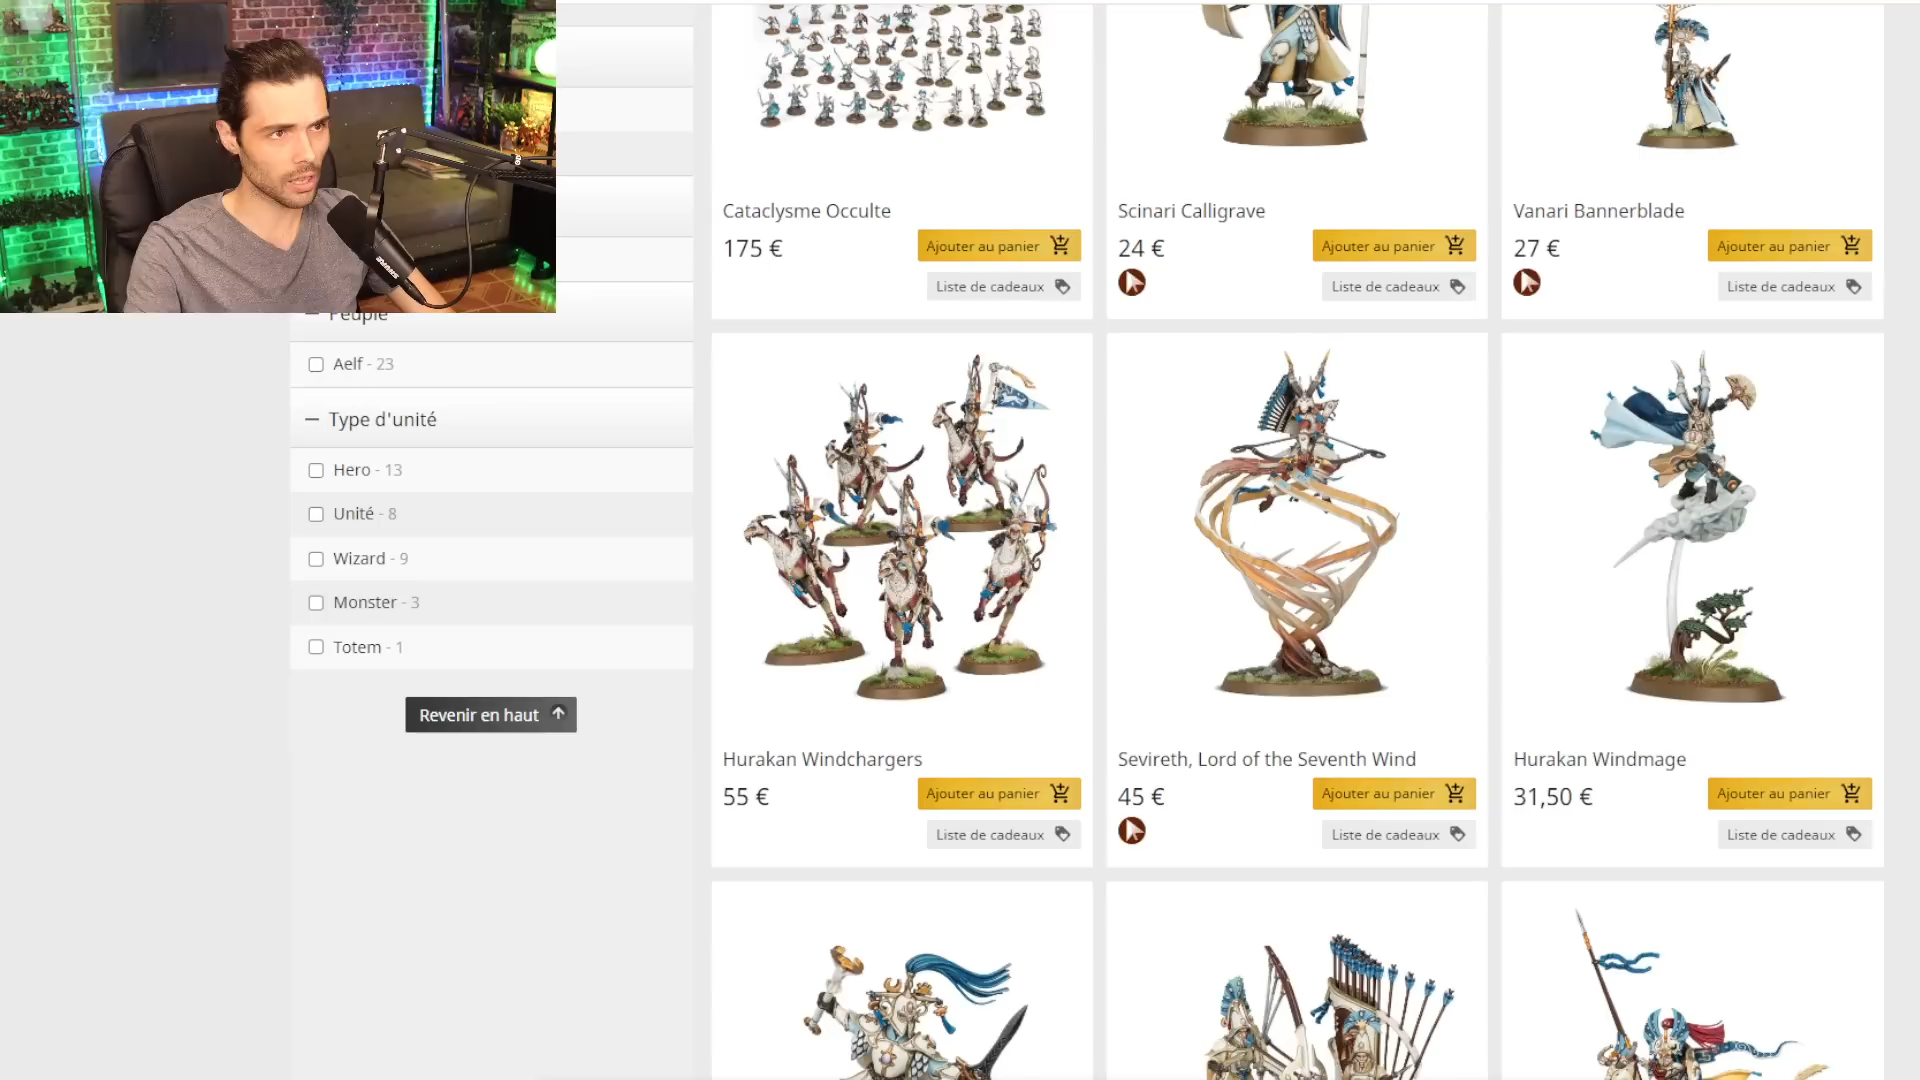 Peuple
Aelf - 23
Type d'unité
Hero - 13
Unité - 8
Wizard - 9
Monster - 3
Totem - 1
Revenir en haut
Cataclysme Occulte
175 €
Ajouter au panier
Liste de cadeaux
Scinari Calligrave
24 €
Ajouter au panier
Liste de cadeaux
Vanari Bannerblade
27 €
Ajouter au panier
Liste de cadeaux
Hurakan Windchargers
55 €
Ajouter au panier
Liste de cadeaux
Sevireth, Lord of the Seventh Wind
45 €
Ajouter au panier
Liste de cadeaux
Hurakan Windmage
31,50 €
Ajouter au panier
Liste de cadeaux